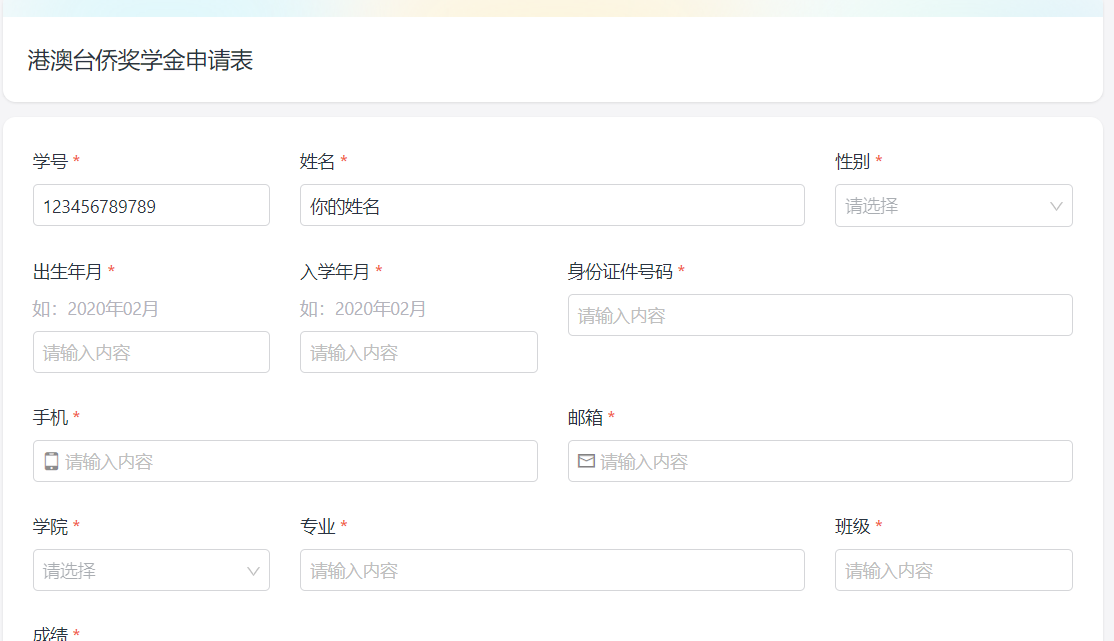 港澳台侨奖学金申请表
学号 * 姓名 * 性别 *
123456789789 你的姓名 请选择
出生年月 * 入学年月 * 身份证件号码 *
如：2020年02月 如：2020年02月 请输入内容
请输入内容 请输入内容
手机 * 邮箱 *
请输入内容 请输入内容
学院 * 专业 * 班级 *
请选择 请输入内容 请输入内容
成绩 *